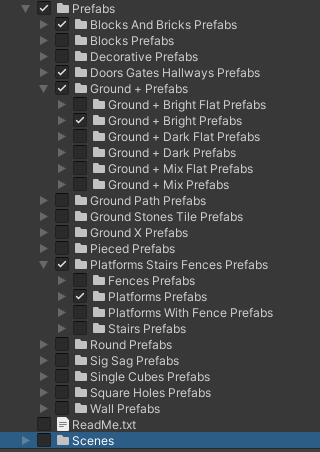 Prefabs
Blocks And Bricks Prefabs
Blocks Prefabs
Decorative Prefabs
Doors Gates Hallways Prefabs
Ground + Prefabs
Ground + Bright Flat Prefabs
Ground + Bright Prefabs
Ground + Dark Flat Prefabs
Ground + Dark Prefabs
Ground + Mix Flat Prefabs
Ground + Mix Prefabs
Ground Path Prefabs
Ground Stones Tile Prefabs
Ground X Prefabs
Pieced Prefabs
Platforms Stairs Fences Prefabs
Fences Prefabs
Platforms Prefabs
Platforms With Fence Prefabs
Stairs Prefabs
Round Prefabs
Sig Sag Prefabs
Single Cubes Prefabs
Square Holes Prefabs
Wall Prefabs
ReadMe.txt
Scenes